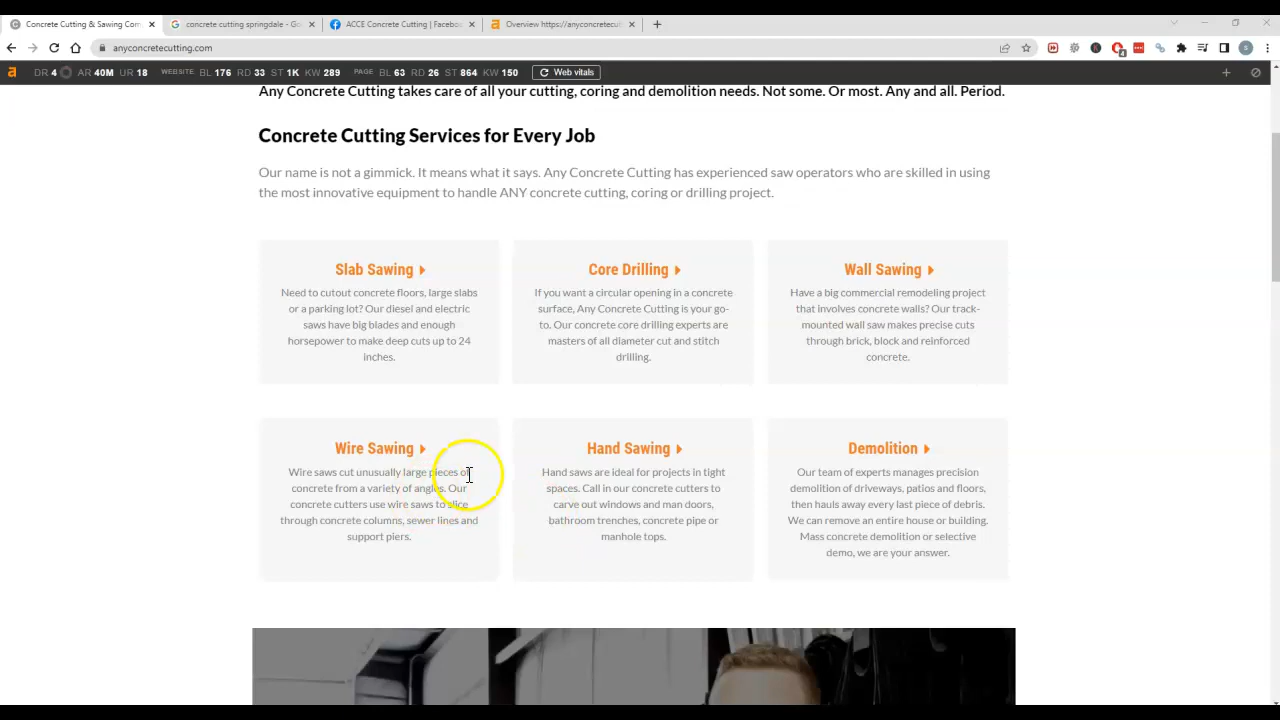 Concrete Cutting & Sawing Com
concrete cutting springdale - Go
ACCE Concrete Cutting | Faceboo
Overview https://anyconcretecut
anyconcretecutting.com
DR 4 AR 40M UR 18 WEBSITE BL 176 RD 33 ST 1K KW 289 PAGE BL 63 RD 26 ST 864 KW 150 Web vitals
Any Concrete Cutting takes care of all your cutting, coring and demolition needs. Not some. Or most. Any and all. Period.
Concrete Cutting Services for Every Job
Our name is not a gimmick. It means what it says. Any Concrete Cutting has experienced saw operators who are skilled in using
the most innovative equipment to handle ANY concrete cutting, coring or drilling project.
Slab Sawing
Need to cutout concrete floors, large slabs
or a parking lot? Our diesel and electric
saws have big blades and enough
horsepower to make deep cuts up to 24
inches.
Core Drilling
If you want a circular opening in a concrete
surface, Any Concrete Cutting is your go-
to. Our concrete core drilling experts are
masters of all diameter cut and stitch
drilling.
Wall Sawing
Have a big commercial remodeling project
that involves concrete walls? Our track-
mounted wall saw makes precise cuts
through brick, block and reinforced
concrete.
Wire Sawing
Wire saws cut unusually large pieces of
concrete from a variety of angles. Our
concrete cutters use wire saws to slice
through concrete columns, sewer lines and
support piers.
Hand Sawing
Hand saws are ideal for projects in tight
spaces. Call in our concrete cutters to
carve out windows and man doors,
bathroom trenches, concrete pipe or
manhole tops.
Demolition
Our team of experts manages precision
demolition of driveways, patios and floors,
then hauls away every last piece of debris.
We can remove an entire house or building.
Mass concrete demolition or selective
demo, we are your answer.